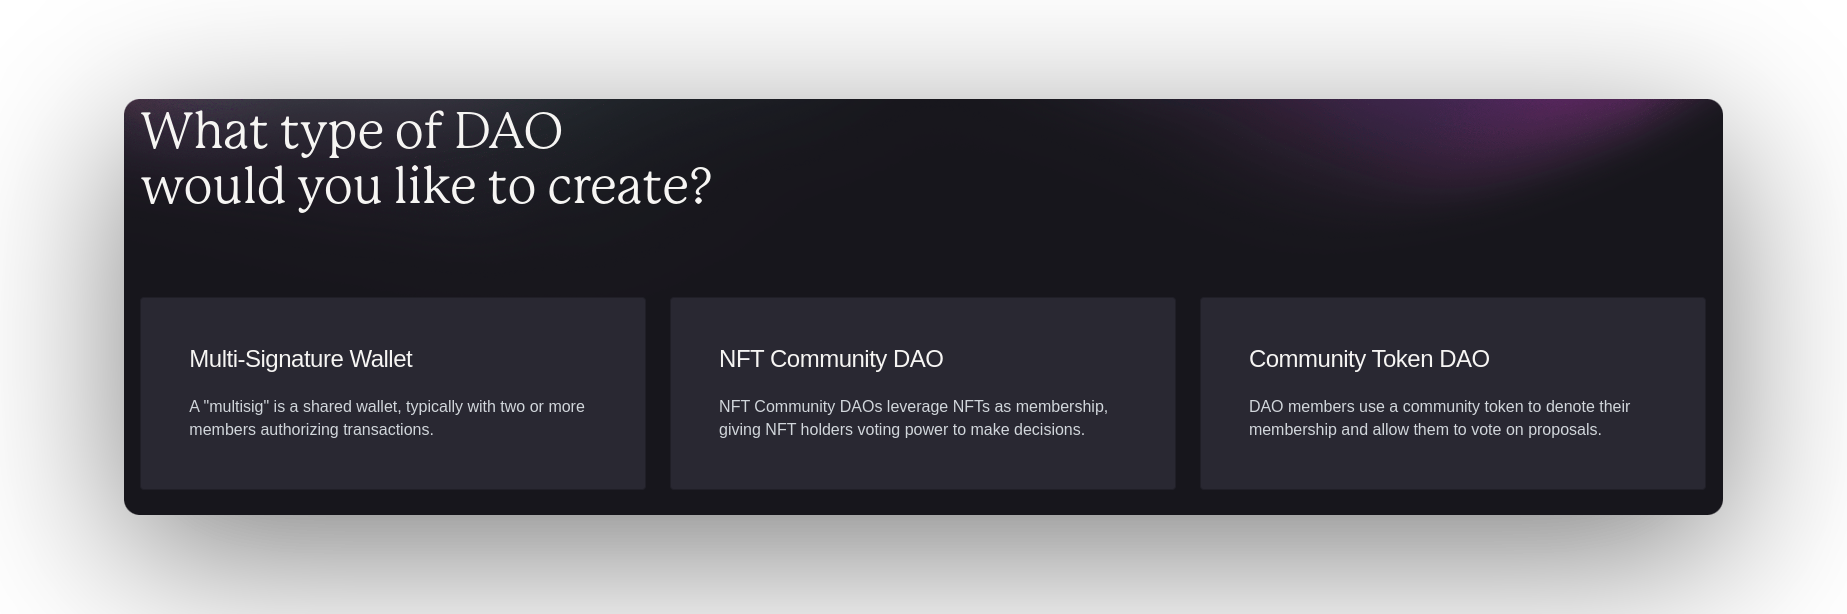 What type of DAO
would you like to create?
Multi-Signature Wallet
A "multisig" is a shared wallet, typically with two or more
members authorizing transactions.
NFT Community DAO
NFT Community DAOs leverage NFTs as membership,
giving NFT holders voting power to make decisions.
Community Token DAO
DAO members use a community token to denote their
membership and allow them to vote on proposals.